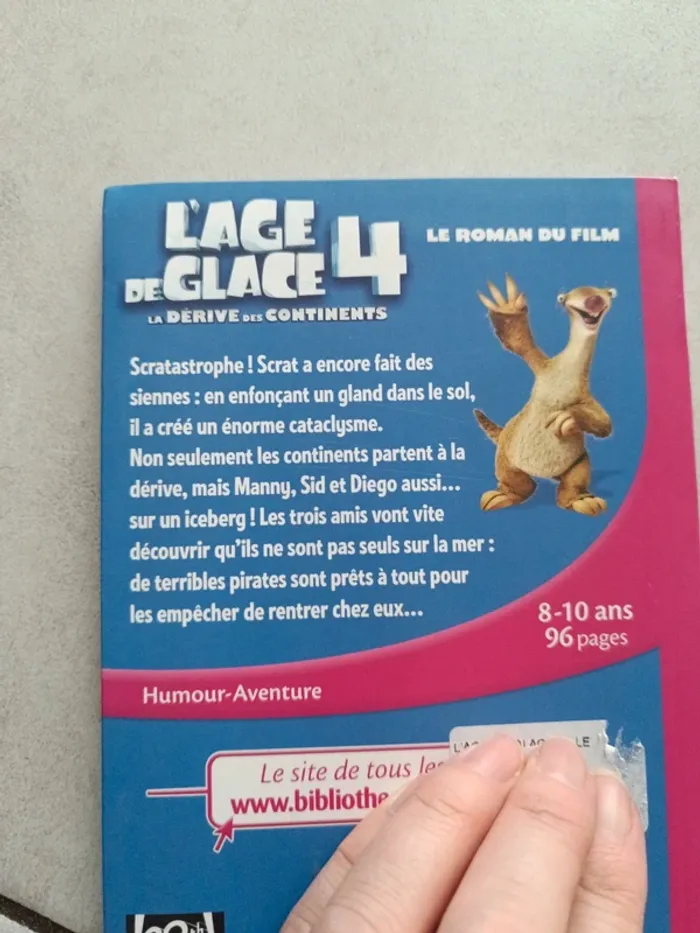 L'AGE
DE GLACE 4
LA DÉRIVE DES CONTINENTS
LE ROMAN DU FILM
Scratastrophe ! Scrat a encore fait des
siennes : en enfonçant un gland dans le sol,
il a créé un énorme cataclysme.
Non seulement les continents partent à la
dérive, mais Manny, Sid et Diego aussi...
sur un iceberg ! Les trois amis vont vite
découvrir qu'ils ne sont pas seuls sur la mer :
de terribles pirates sont prêts à tout pour
les empêcher de rentrer chez eux...
8-10 ans
96 pages
Humour-Aventure
Le site de tous les
www.bibliothe